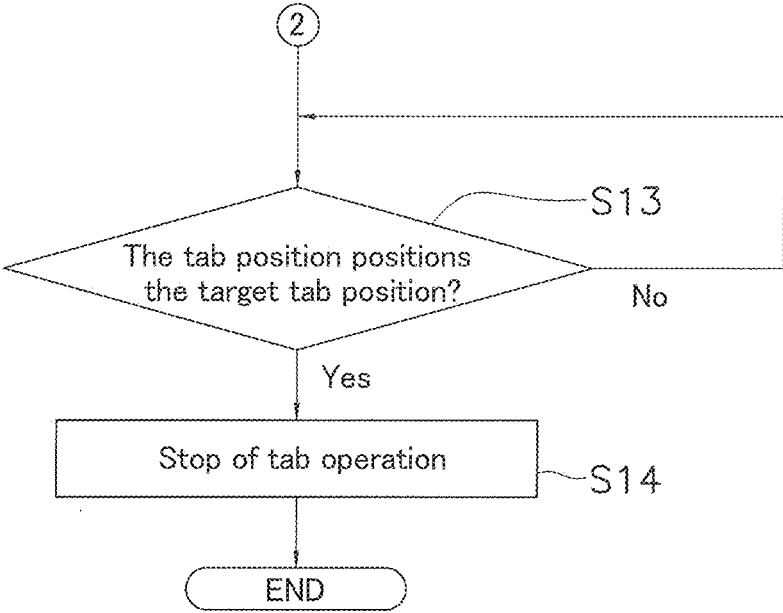 2
S13
The tab position positions
the target tab position?
No
Yes
Stop of tab operation
S14
END